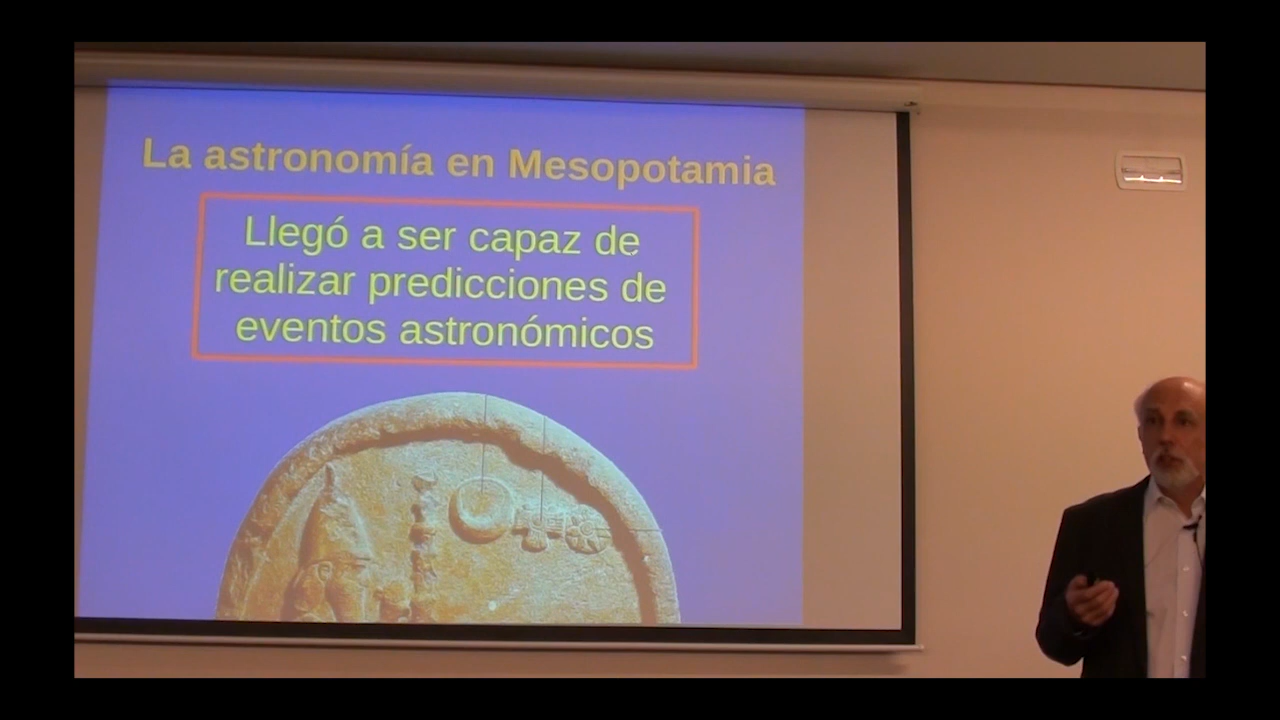 La astronomía en Mesopotamia
Llegó a ser capaz de
realizar predicciones de
eventos astronómicos